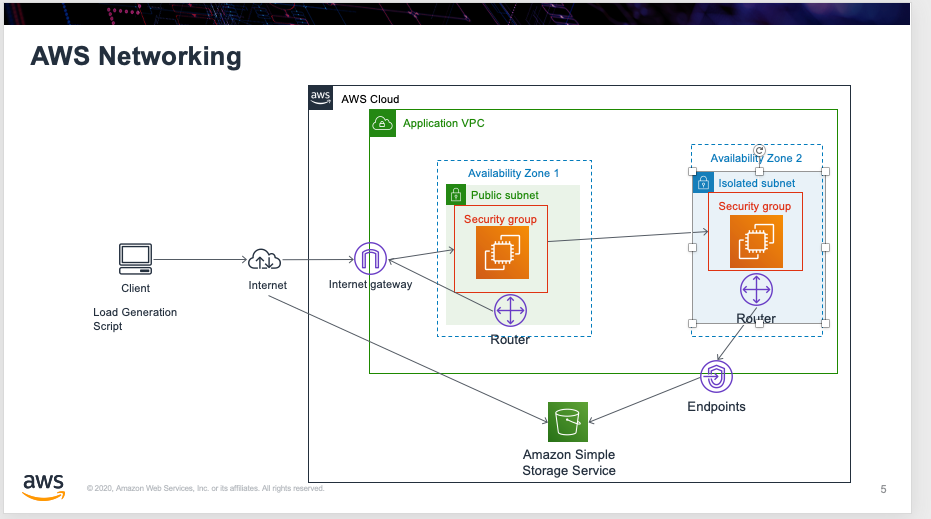 AWS Networking
aws
AWS Cloud
Application VPC
Availability Zone 1
Public subnet
Security group
Availability Zone 2
Isolated subnet
Security group
Client
Internet
Internet gateway
Load Generation
Script
Router
Router
Endpoints
Amazon Simple
Storage Service
aws
© 2020, Amazon Web Services, Inc. or its affiliates. All rights reserved.
5